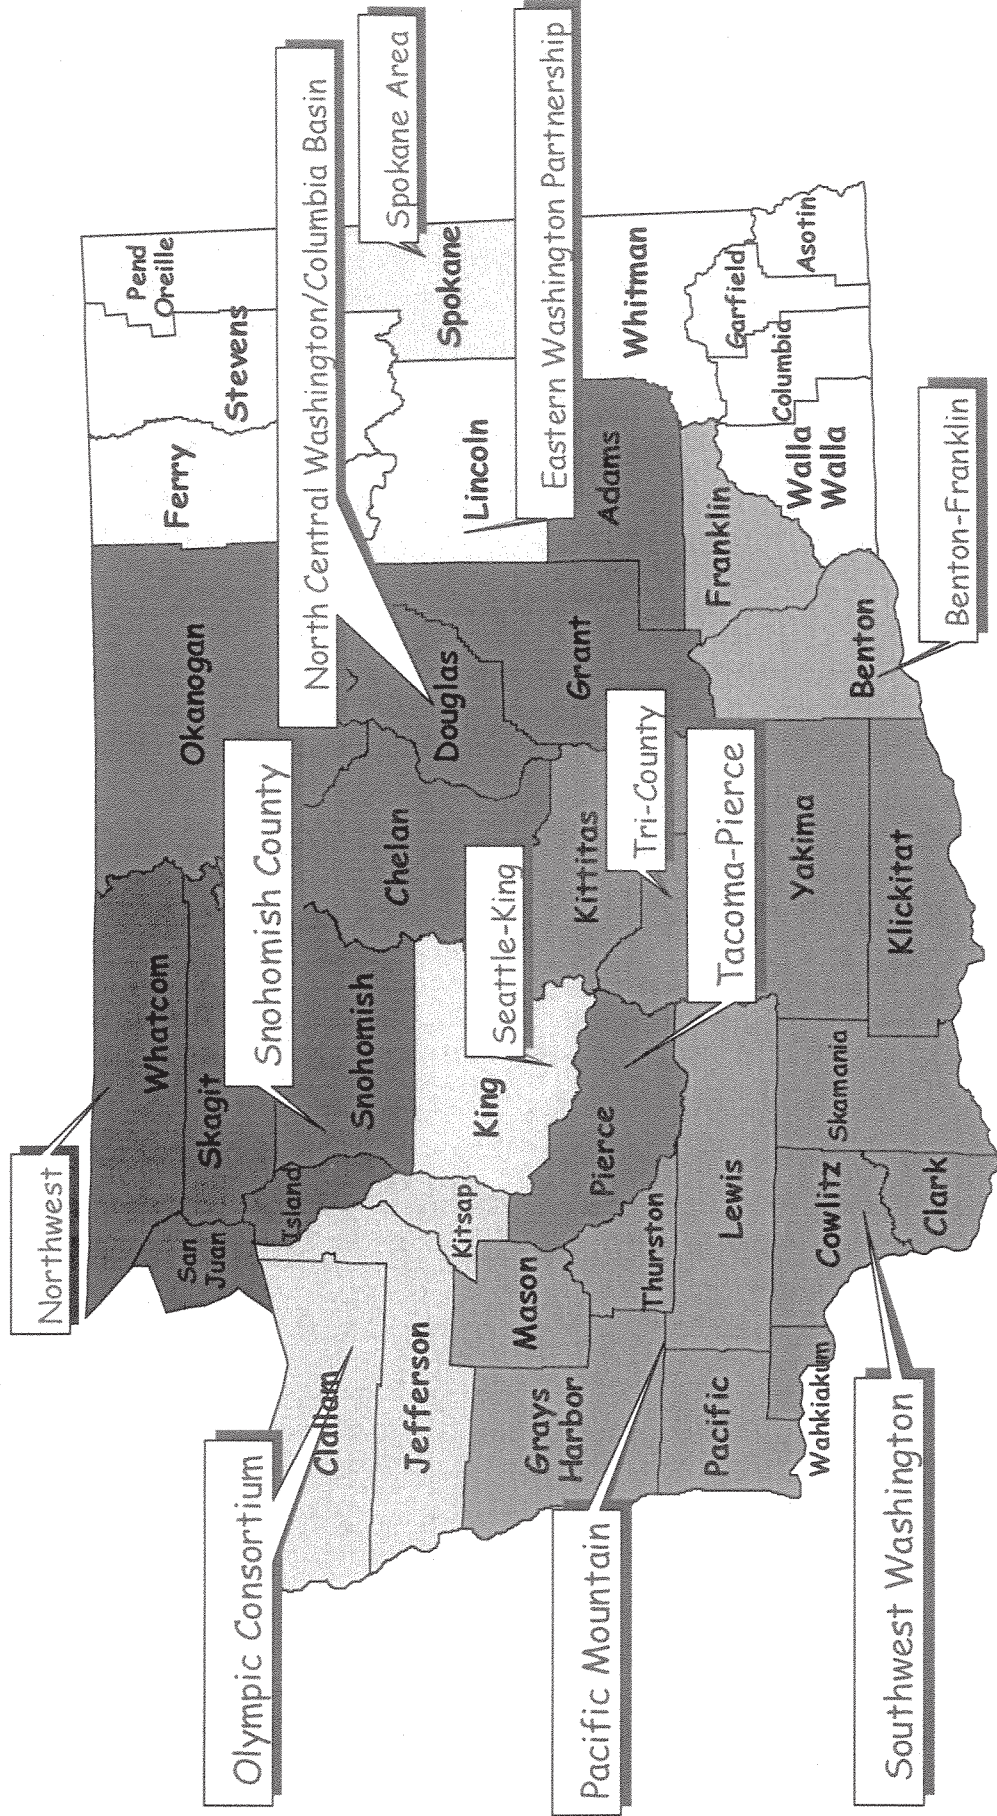 Northwest
Olympic Consortium
Snohomish County
North Central Washington/Columbia Basin
Spokane Area
Eastern Washington Partnership
Seattle-King
Tri-County
Tacoma-Pierce
Pacific Mountain
Southwest Washington
Benton-Franklin
Whatcom
Skagit
San
Juan
Island
Snohomish
Okanogan
Ferry
Stevens
Pend
Oreille
Clallam
Jefferson
Kitsap
King
Chelan
Douglas
Lincoln
Spokane
Grays
Harbor
Mason
Thurston
Pierce
Kittitas
Grant
Adams
Whitman
Pacific
Lewis
Yakima
Franklin
Benton
Walla
Walla
Columbia
Garfield
Asotin
Wahkiakum
Cowlitz
Clark
Skamania
Klickitat